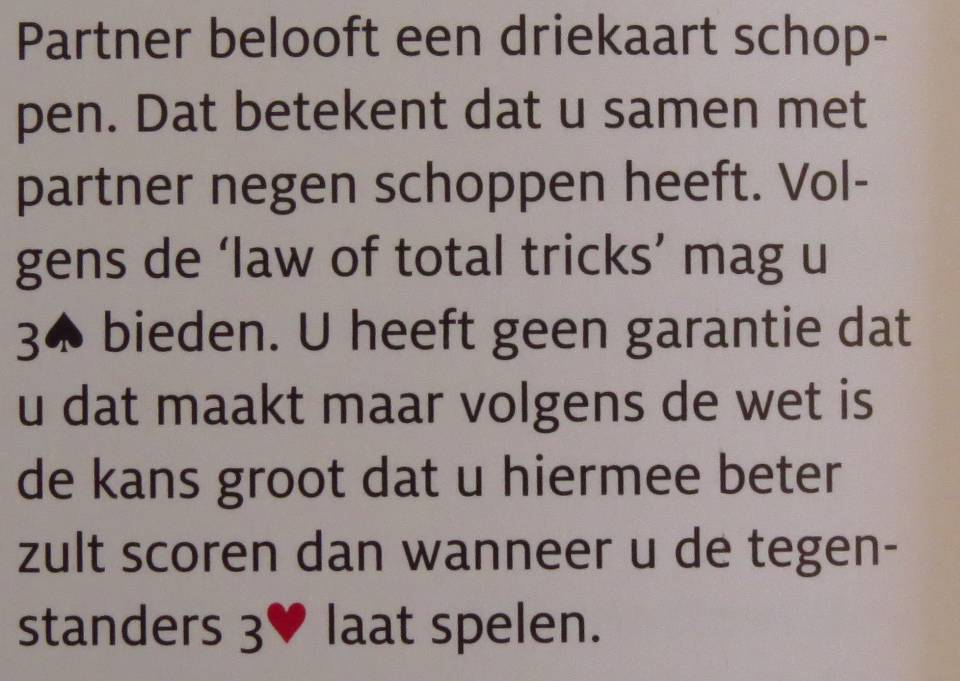 Partner belooft een driekaart schop-
pen. Dat betekent dat u samen met
partner negen schoppen heeft. Vol-
gens de ‘law of total tricks’ mag u
3♠ bieden. U heeft geen garantie dat
u dat maakt maar volgens de wet is
de kans groot dat u hiermee beter
zult scoren dan wanneer u de tegen-
standers 3♥ laat spelen.